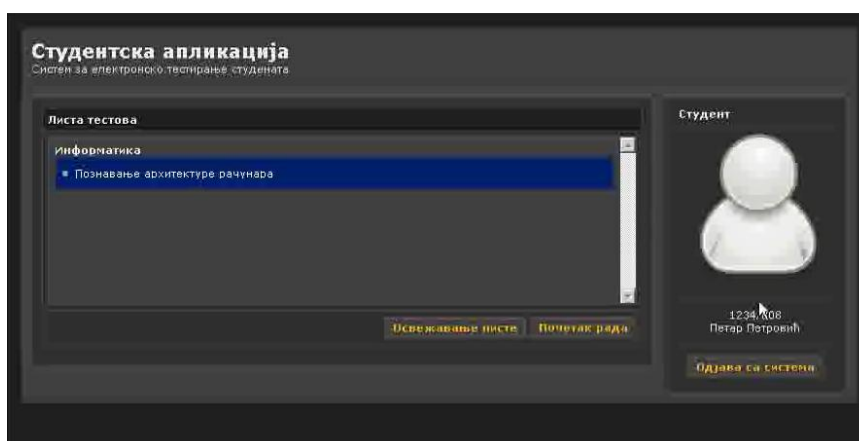 Студентска апликација
Систем за електронско тестирање студената
Листа тестова
Информатика
Познавање архитектуре рачунара
Освежавање листе
Почетак рада
Студент
Петар Петровић
Одјава са система